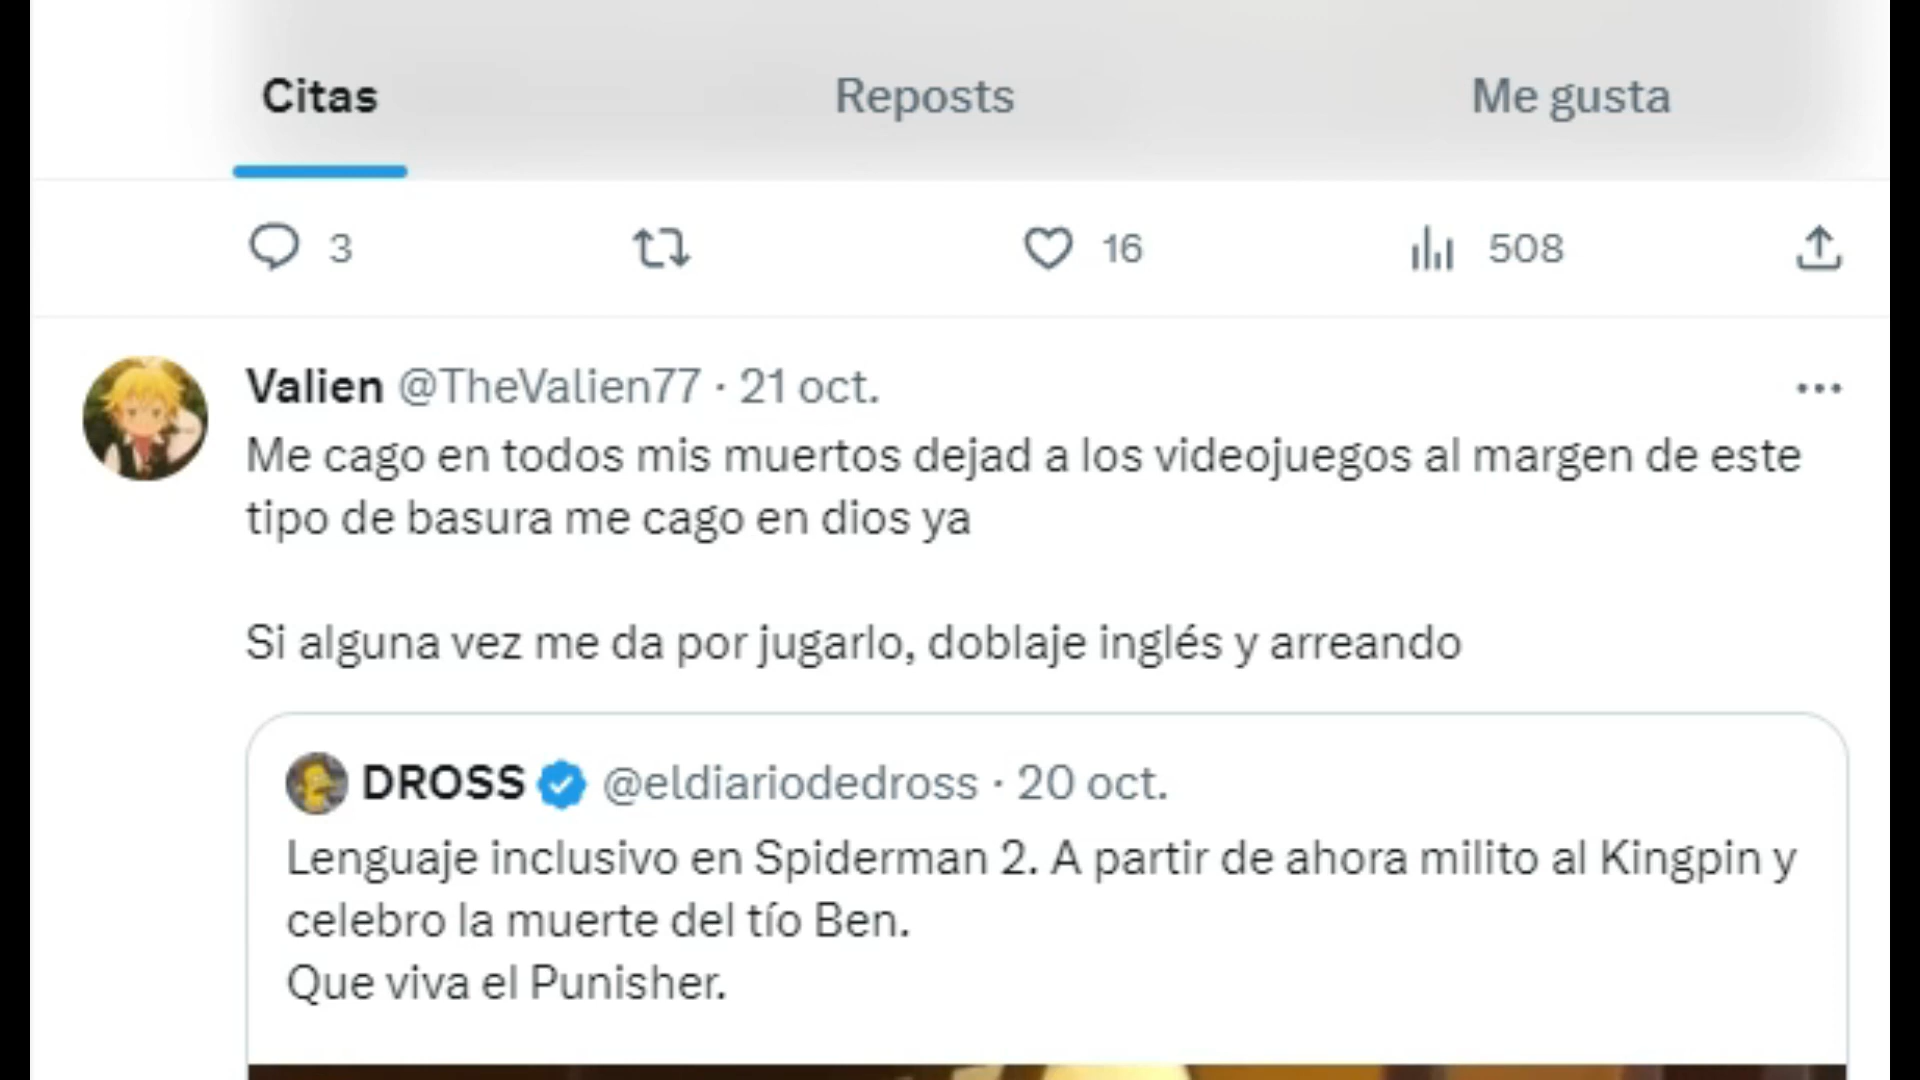 Citas Reposts Me gusta
3 16 508
Valien @TheValien77 · 21 oct.
Me cago en todos mis muertos dejad a los videojuegos al margen de este
tipo de basura me cago en dios ya
Si alguna vez me da por jugarlo, doblaje inglés y arreando
DROSS @eldiariodedross · 20 oct.
Lenguaje inclusivo en Spiderman 2. A partir de ahora milito al Kingpin y
celebro la muerte del tío Ben.
Que viva el Punisher.